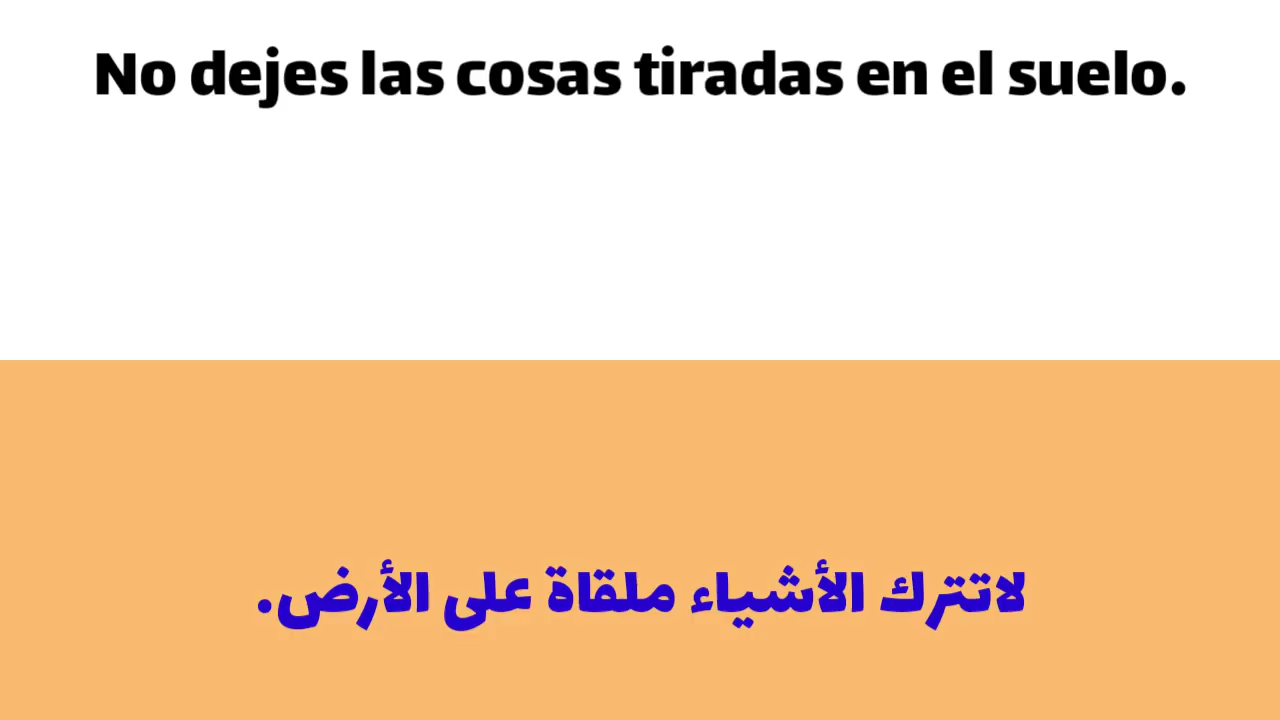 No dejes las cosas tiradas en el suelo.
لاتترك الأشياء ملقاة على الأرض.